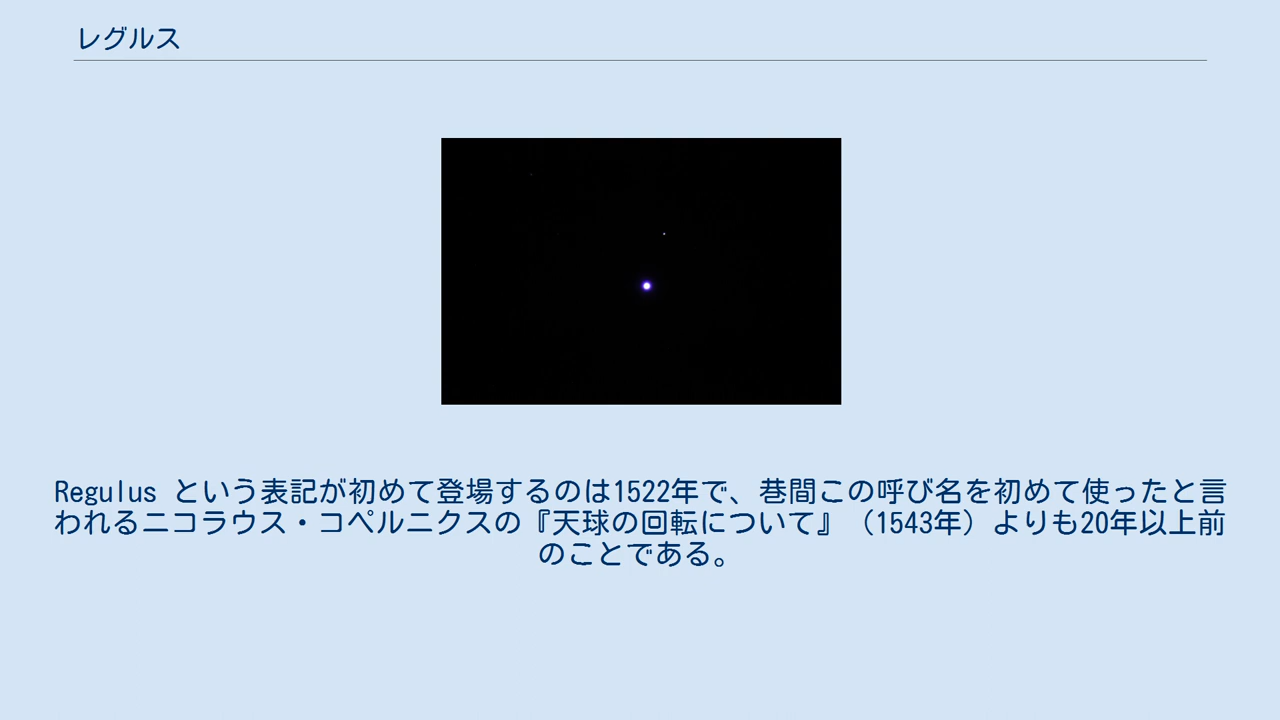 レグルス
Regulus という表記が初めて登場するのは1522年で、巷間この呼び名を初めて使ったと言
われるニコラウス・コペルニクスの『天球の回転について』（1543年）よりも20年以上前
のことである。